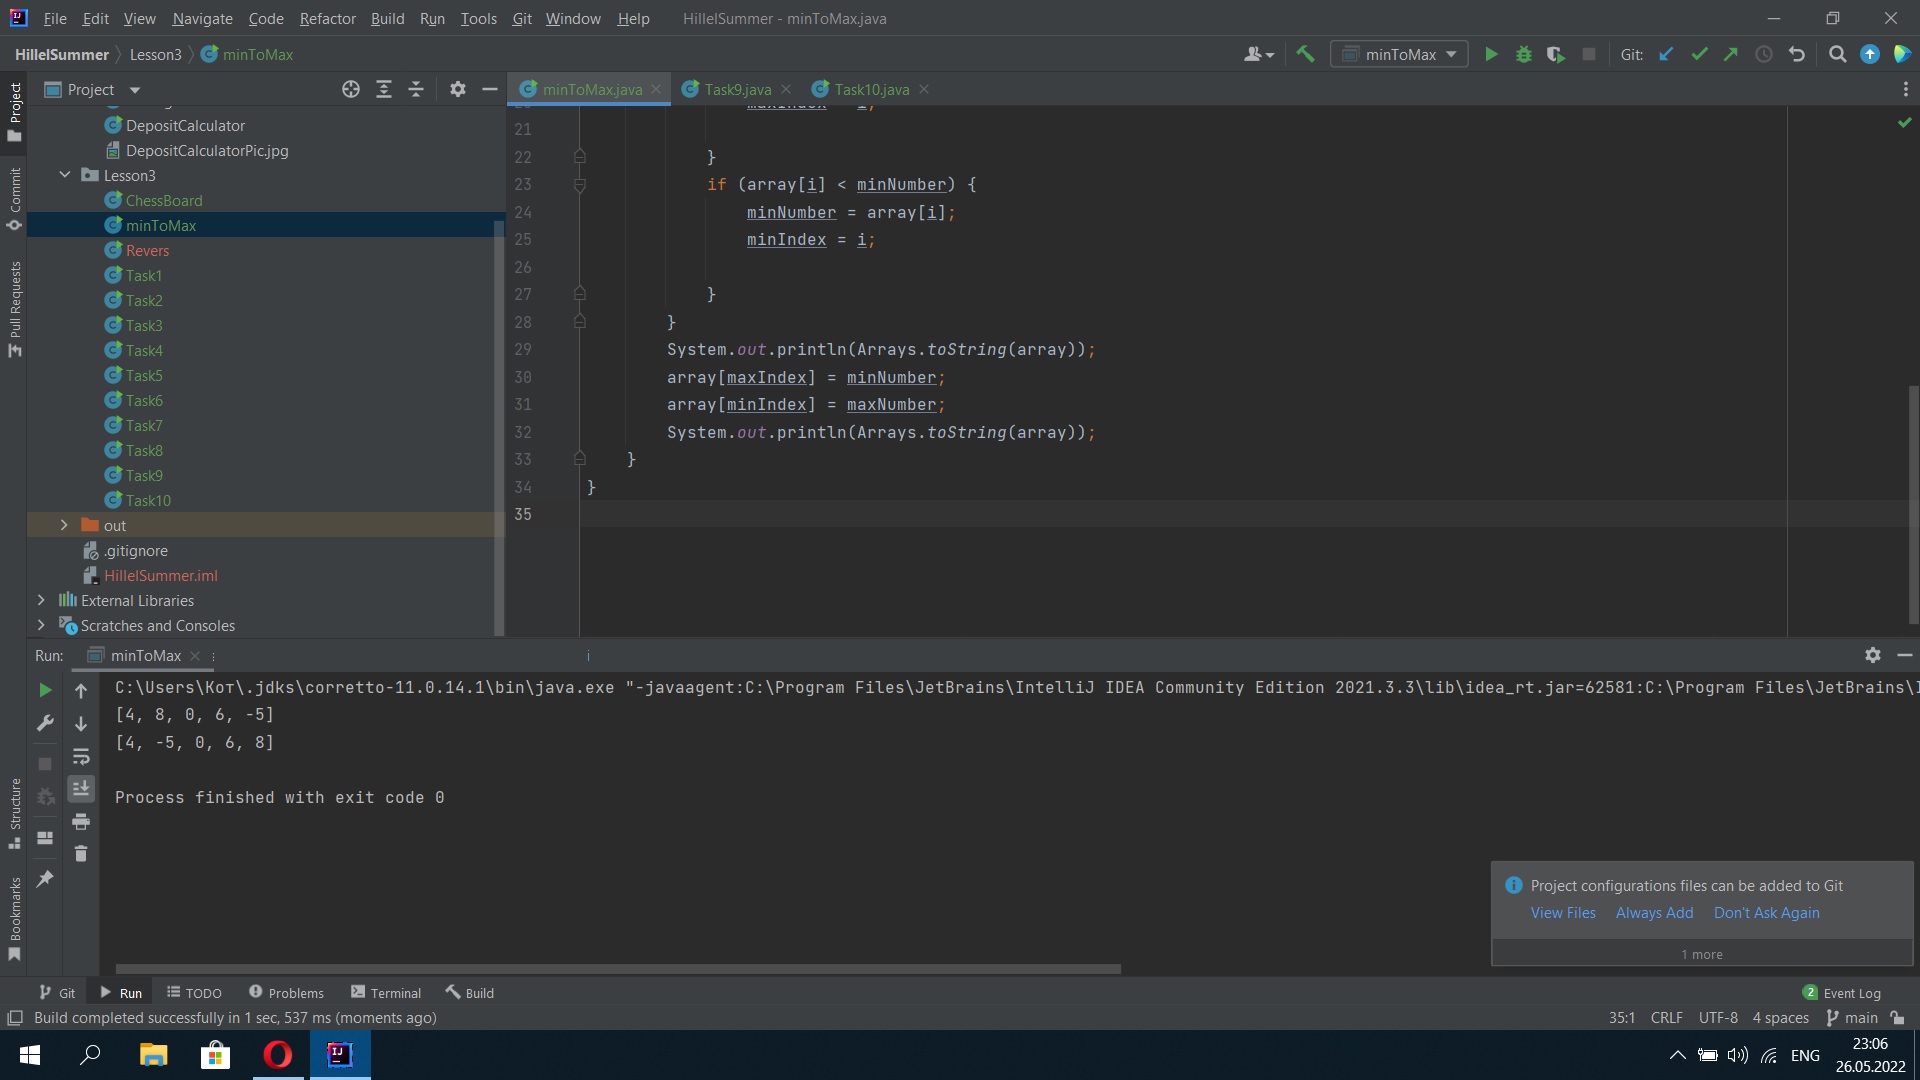 File Edit View Navigate Code Refactor Build Run Tools Git Window Help HillelSummer - minToMax.java
HillelSummer Lesson3 minToMax
minToMax
Git:
Project
minToMax.java
Task9.java
Task10.java
Project
Commit
Pull Requests
Structure
Bookmarks
DepositCalculator
DepositCalculatorPic.jpg
Lesson3
ChessBoard
minToMax
Revers
Task1
Task2
Task3
Task4
Task5
Task6
Task7
Task8
Task9
Task10
out
.gitignore
HillelSummer.iml
External Libraries
Scratches and Consoles
21
22 }
23 if (array[i] < minNumber) {
24 minNumber = array[i];
25 minIndex = i;
26
27 }
28 }
29 System.out.println(Arrays.toString(array));
30 array[maxIndex] = minNumber;
31 array[minIndex] = maxNumber;
32 System.out.println(Arrays.toString(array));
33 }
34 }
35
Run: minToMax
C:\Users\Кот\.jdks\corretto-11.0.14.1\bin\java.exe "-javaagent:C:\Program Files\JetBrains\IntelliJ IDEA Community Edition 2021.3.3\lib\idea_rt.jar=62581:C:\Program Files\JetBrains\I
[4, 8, 0, 6, -5]
[4, -5, 0, 6, 8]
Process finished with exit code 0
Project configurations files can be added to Git
View Files Always Add Don't Ask Again
1 more
Git Run TODO Problems Terminal Build
2 Event Log
Build completed successfully in 1 sec, 537 ms (moments ago)
35:1 CRLF UTF-8 4 spaces main
ENG
23:06
26.05.2022